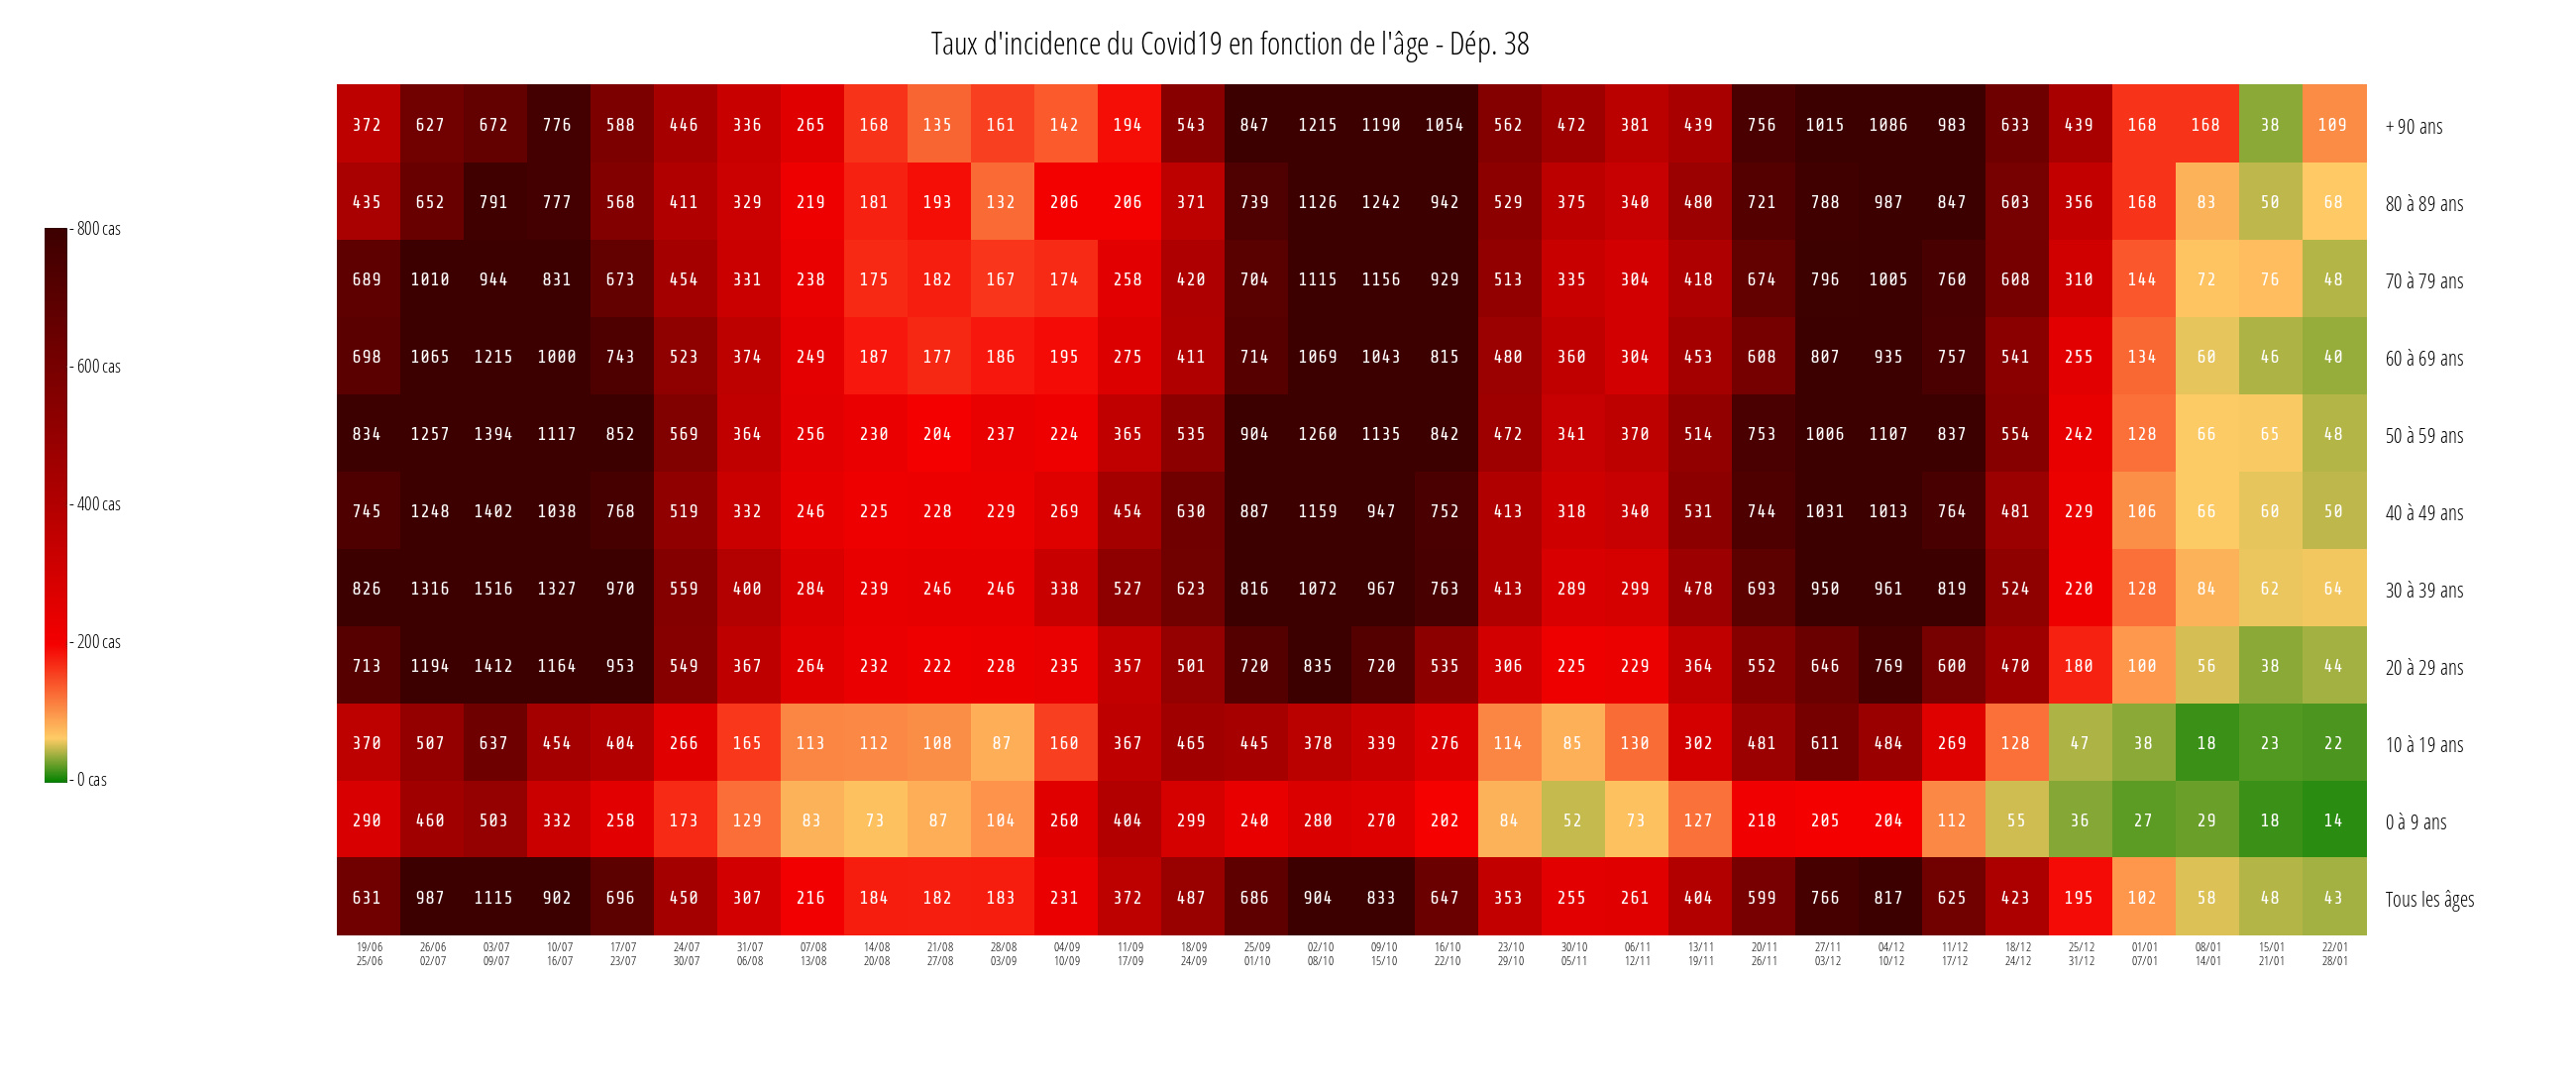 Taux d'incidence du Covid19 en fonction de l'âge - Dép. 38
- 800 cas
- 600 cas
- 400 cas
- 200 cas
- 0 cas
372 627 672 776 588 446 336 265 168 135 161 142 194 543 847 1215 1190 1054 562 472 381 439 756 1015 1086 983 633 439 168 168 38 109 + 90 ans
435 652 791 777 568 411 329 219 181 193 132 206 206 371 739 1126 1242 942 529 375 340 480 721 788 987 847 603 356 168 83 50 68 80 à 89 ans
689 1010 944 831 673 454 331 238 175 182 167 174 258 420 704 1115 1156 929 513 335 304 418 674 796 1005 760 608 310 144 72 76 48 70 à 79 ans
698 1065 1215 1000 743 523 374 249 187 177 186 195 275 411 714 1069 1043 815 480 360 304 453 608 807 935 757 541 255 134 60 46 40 60 à 69 ans
834 1257 1394 1117 852 569 364 256 230 204 237 224 365 535 904 1260 1135 842 472 341 370 514 753 1006 1107 837 554 242 128 66 65 48 50 à 59 ans
745 1248 1402 1038 768 519 332 246 225 228 229 269 454 630 887 1159 947 752 413 318 340 531 744 1031 1013 764 481 229 106 66 60 50 40 à 49 ans
826 1316 1516 1327 970 559 400 284 239 246 246 338 527 623 816 1072 967 763 413 289 299 478 693 950 961 819 524 220 128 84 62 64 30 à 39 ans
713 1194 1412 1164 953 549 367 264 232 222 228 235 357 501 720 835 720 535 306 225 229 364 552 646 769 600 470 180 100 56 38 44 20 à 29 ans
370 507 637 454 404 266 165 113 112 108 87 160 367 465 445 378 339 276 114 85 130 302 481 611 484 269 128 47 38 18 23 22 10 à 19 ans
290 460 503 332 258 173 129 83 73 87 104 260 404 299 240 280 270 202 84 52 73 127 218 205 204 112 55 36 27 29 18 14 0 à 9 ans
631 987 1115 902 696 450 307 216 184 182 183 231 372 487 686 904 833 647 353 255 261 404 599 766 817 625 423 195 102 58 48 43 Tous les âges
19/06 26/06 03/07 10/07 17/07 24/07 31/07 07/08 14/08 21/08 28/08 04/09 11/09 18/09 25/09 02/10 09/10 16/10 23/10 30/10 06/11 13/11 20/11 27/11 04/12 11/12 18/12 25/12 01/01 08/01 15/01 22/01
25/06 02/07 09/07 16/07 23/07 30/07 06/08 13/08 20/08 27/08 03/09 10/09 17/09 24/09 01/10 08/10 15/10 22/10 29/10 05/11 12/11 19/11 26/11 03/12 10/12 17/12 24/12 31/12 07/01 14/01 21/01 28/01